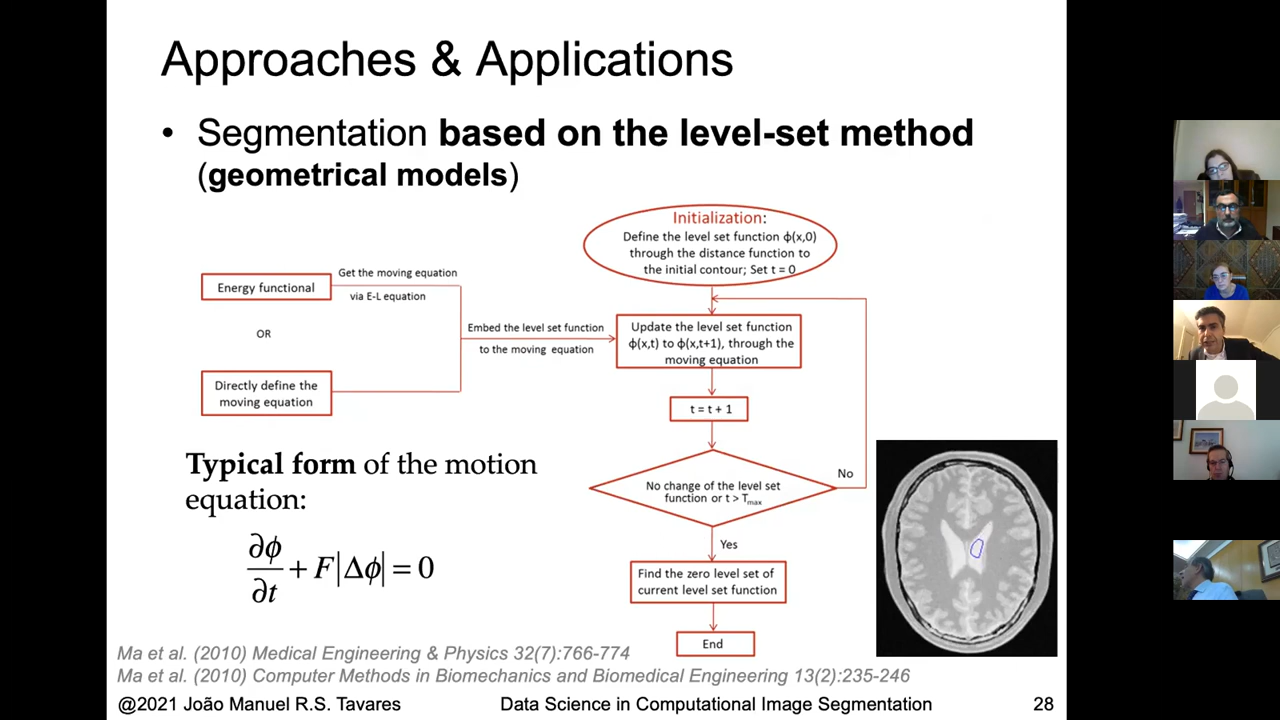 Approaches & Applications
• Segmentation based on the level-set method
(geometrical models)
Initialization:
Define the level set function ϕ(x,0)
through the distance function to
the initial contour; Set t = 0
Energy functional
Get the moving equation
via E-L equation
OR
Directly define the
moving equation
Embed the level set function
to the moving equation
Update the level set function
ϕ(x,t) to ϕ(x,t+1), through the
moving equation
t = t + 1
No change of the level set
function or t > Tmax
No
Yes
Find the zero level set of
current level set function
End
Typical form of the motion
equation:
∂ϕ/∂t + F|Δϕ| = 0
Ma et al. (2010) Medical Engineering & Physics 32(7):766-774
Ma et al. (2010) Computer Methods in Biomechanics and Biomedical Engineering 13(2):235-246
@2021 João Manuel R.S. Tavares
Data Science in Computational Image Segmentation
28